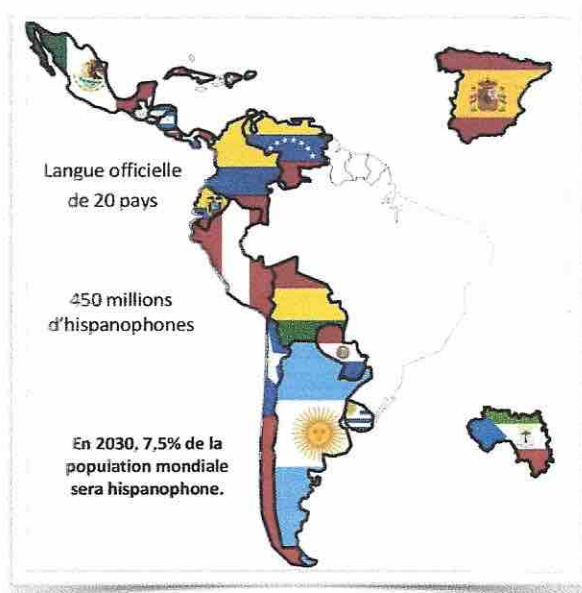 Langue officielle
de 20 pays
450 millions
d'hispanophones
En 2030, 7,5% de la
population mondiale
sera hispanophone.